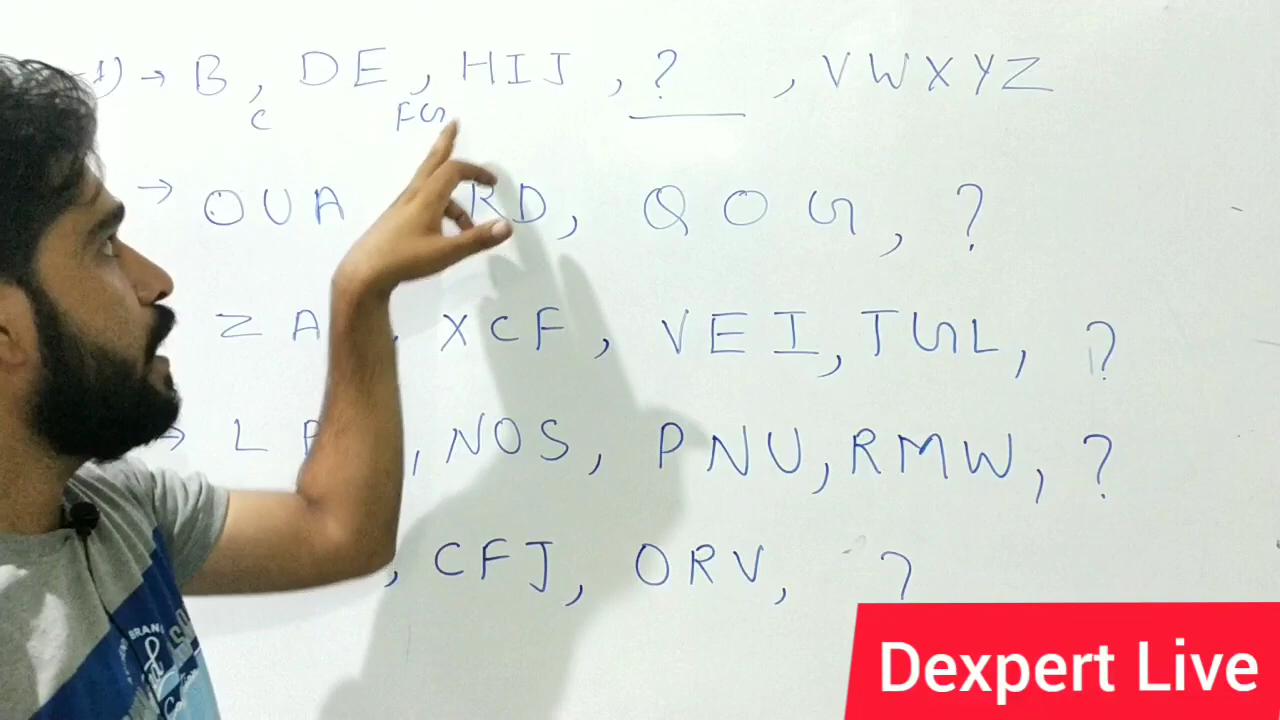 1) → B, DE, HIJ, ?, VWXYZ
C FG
→ OUA RD, QOG, ?
ZA , XCF, VEI, TGL, ?
→ L , NOS, PNU, RMW, ?
, CFJ, ORV, ?
BRAN
Dexpert Live